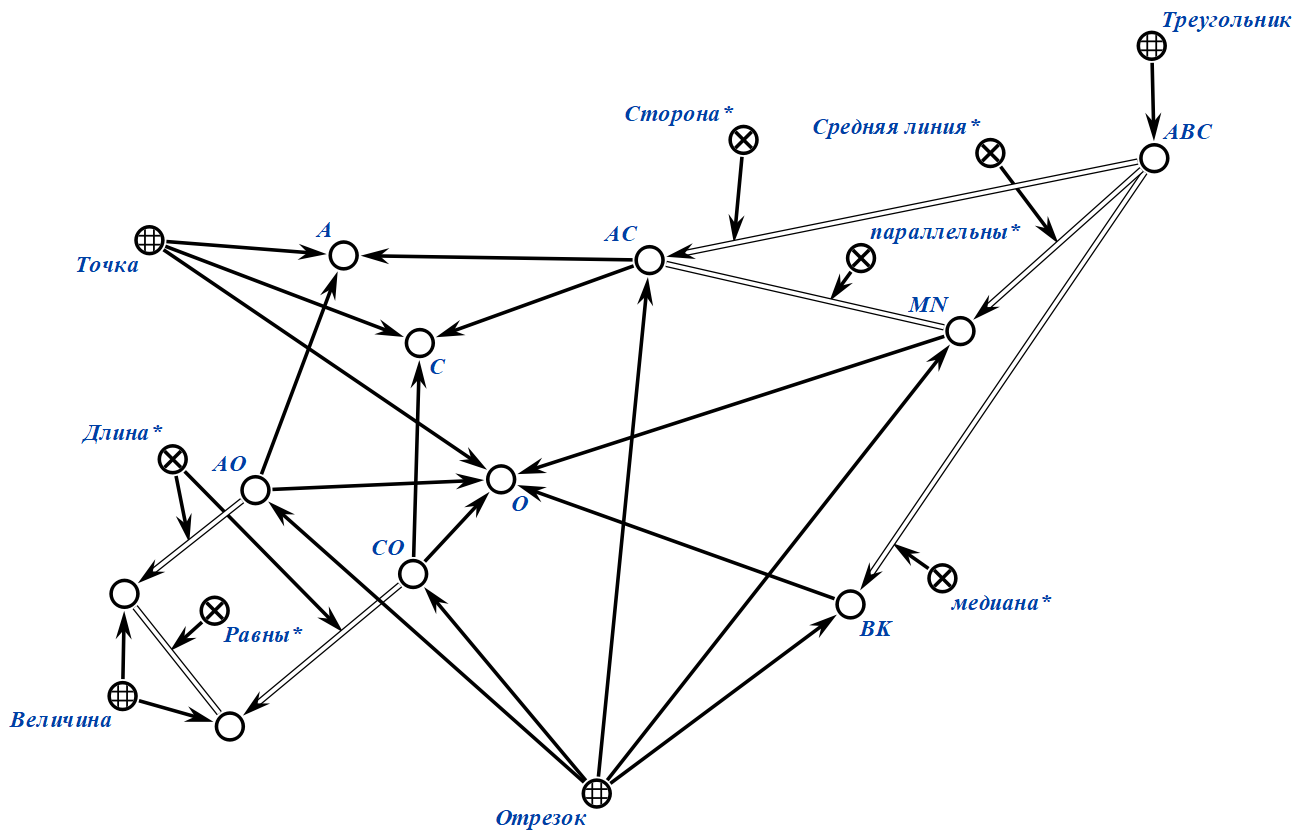 Треугольник
Сторона*
Средняя линия*
ABC
A
AC
параллельны*
Точка
MN
C
Длина*
AO
O
CO
медиана*
Равны*
BK
Величина
Отрезок